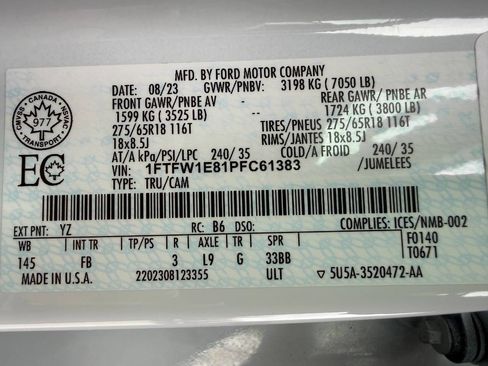 MFD. BY FORD MOTOR COMPANY
DATE: 08/23 GVWR/PNBV: 3198 KG ( 7050 LB)
FRONT GAWR/PNBE AV REAR GAWR/ PNBE AR
1599 KG ( 3525 LB) 1724 KG ( 3800 LB)
275/65R18 116T TIRES/PNEUS 275/65R18 116T
18x8.5J RIMS/JANTES 18x8.5J
AT/A kPa/PSI/LPC 240/ 35 COLD/A FROID 240/ 35
VIN: 1FTFW1E81PFC61383 /JUMELEES
TYPE: TRU/CAM
CANADA
977
TRANSPORT
CMVSS
NSVAC
EC
EXT PNT: YZ RC: B6 DSO: COMPLIES: ICES/NMB-002
WB INT TR TP/PS R AXLE TR SPR F0140
145 FB 3 L9 G 33BB T0671
MADE IN U.S.A. 2202308123355 ULT ▽ 5U5A-3520472-AA